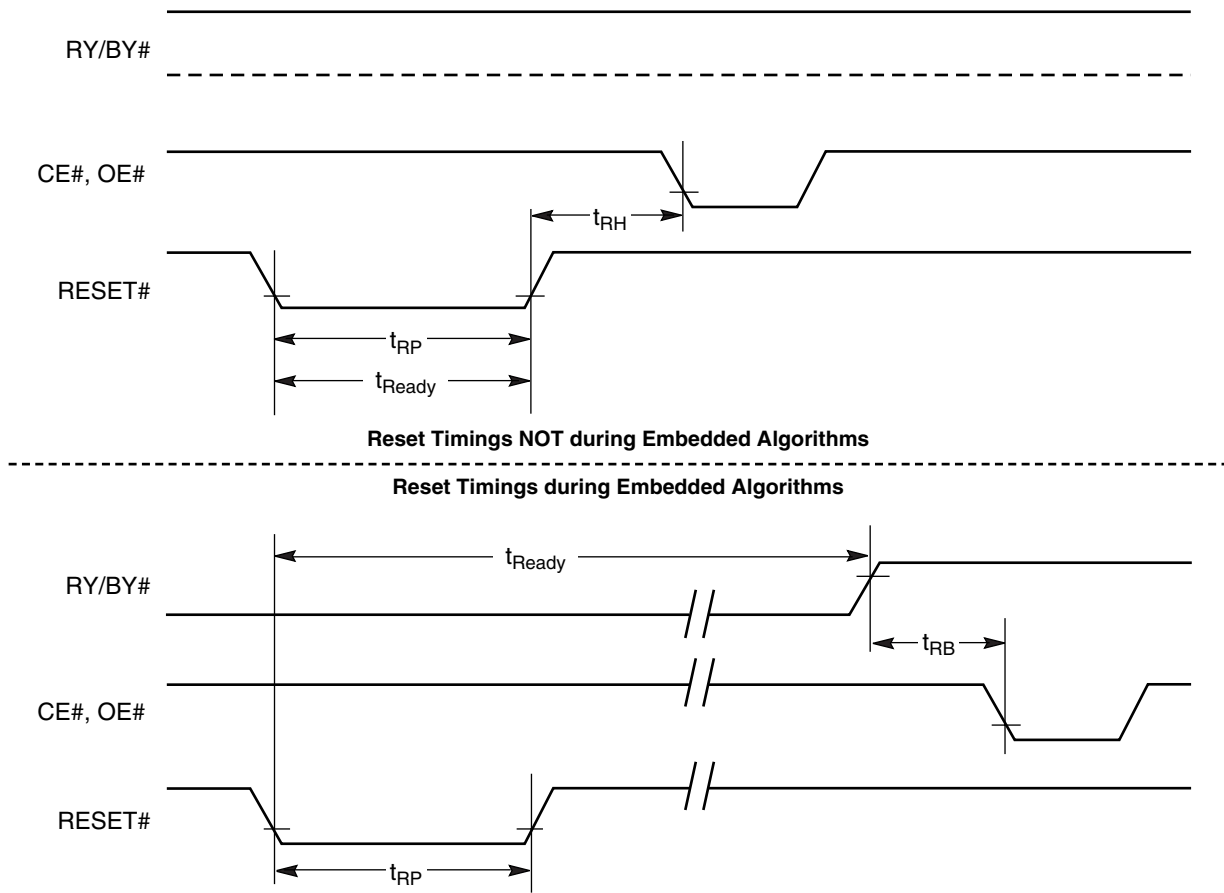 RY/BY#
CE#, OE#
tRH
RESET#
tRP
tReady
Reset Timings NOT during Embedded Algorithms
Reset Timings during Embedded Algorithms
tReady
RY/BY#
tRB
CE#, OE#
RESET#
tRP